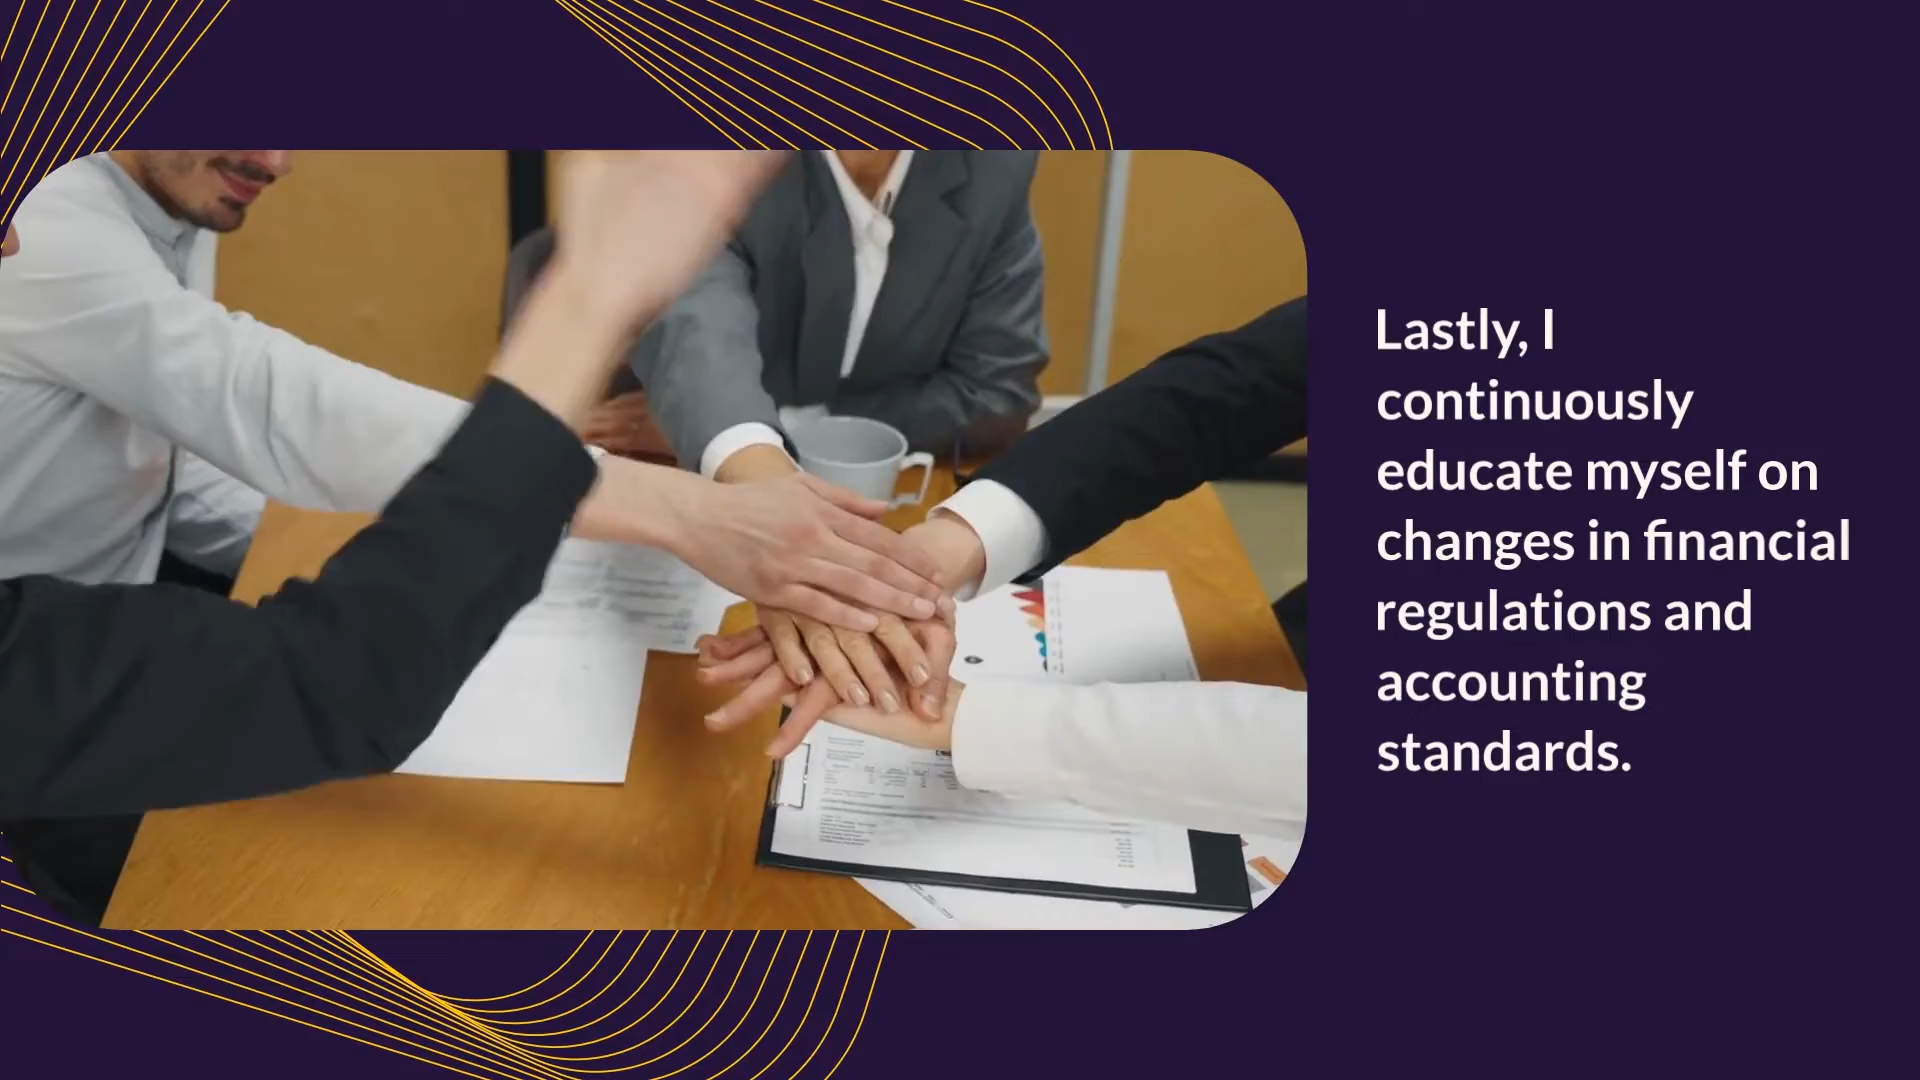 Lastly, I
continuously
educate myself on
changes in financial
regulations and
accounting
standards.